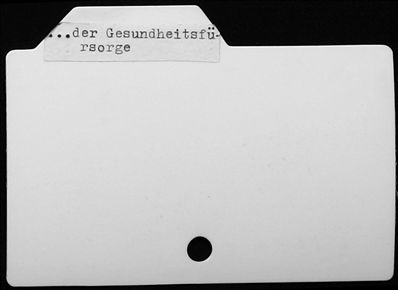 ...der Gesundheitsfü-
rsorge